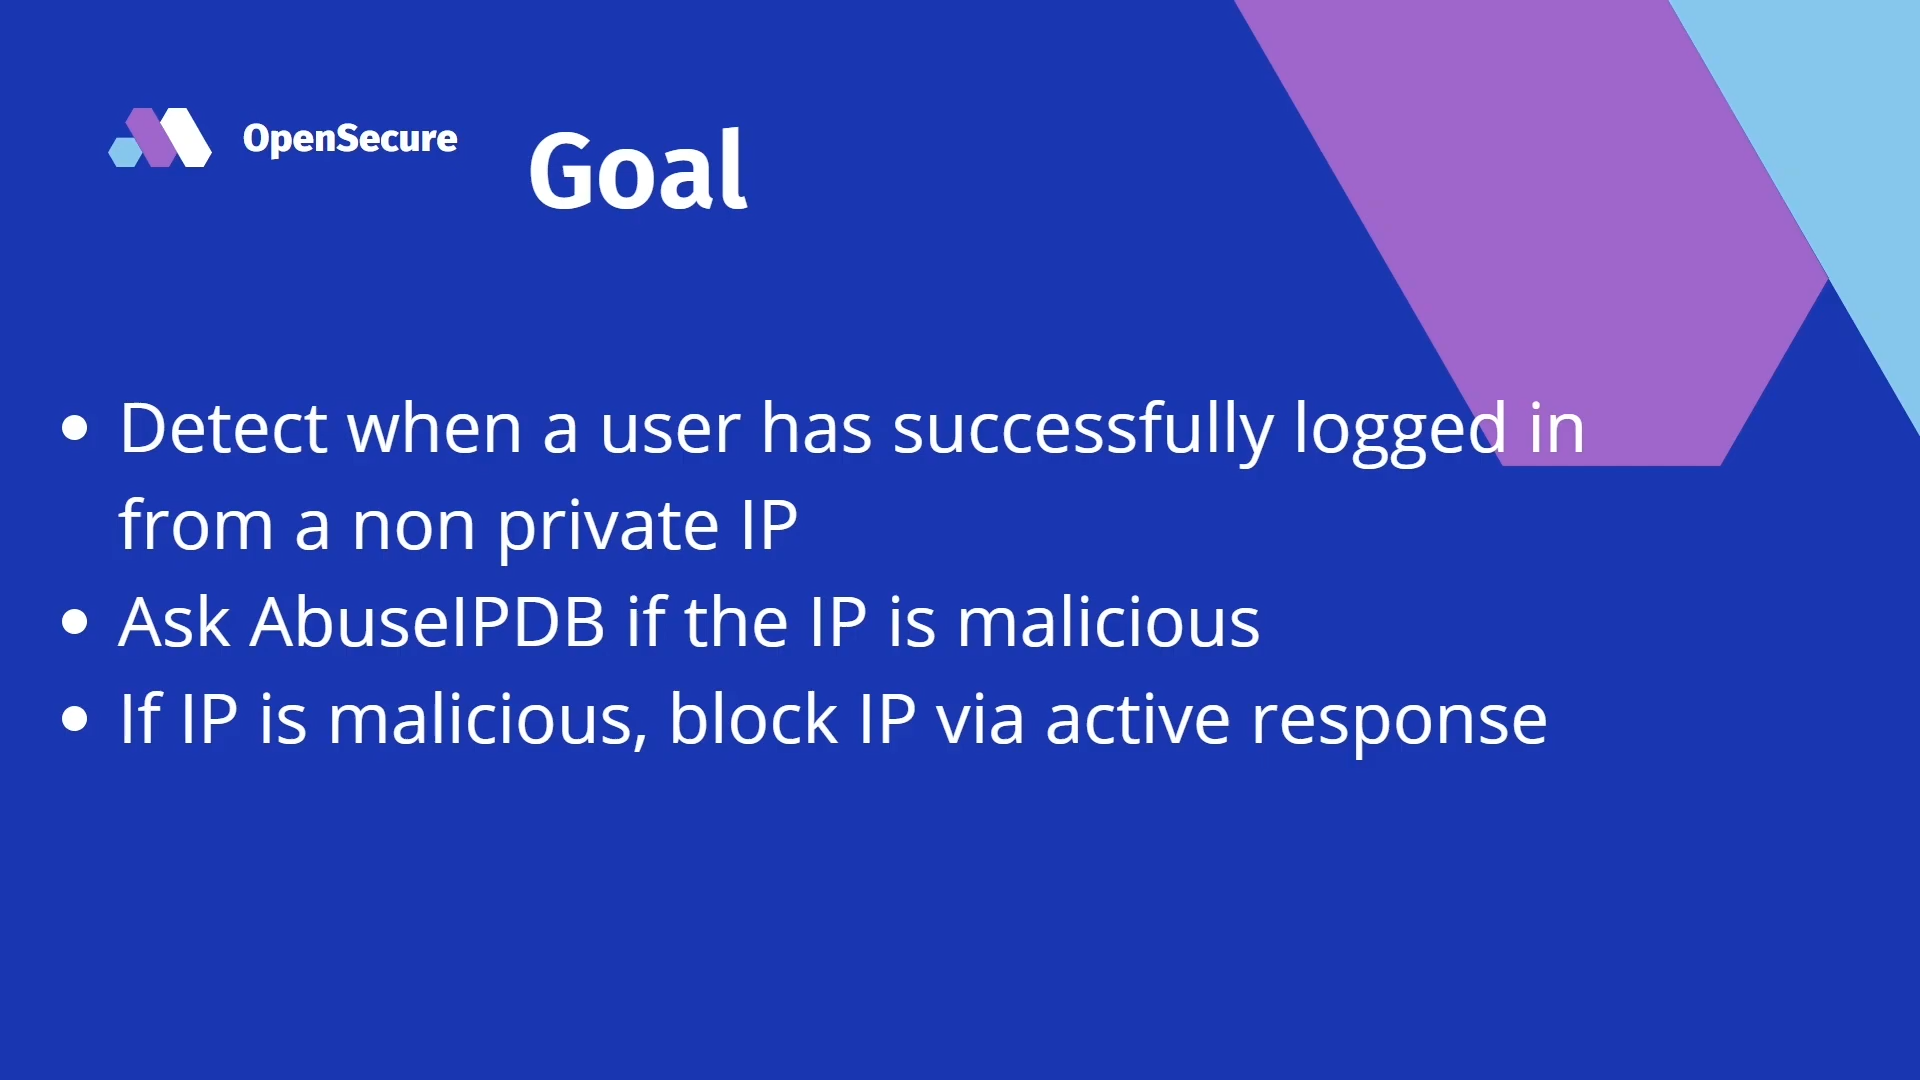 OpenSecure
Goal
• Detect when a user has successfully logged in
from a non private IP
• Ask AbuseIPDB if the IP is malicious
• If IP is malicious, block IP via active response